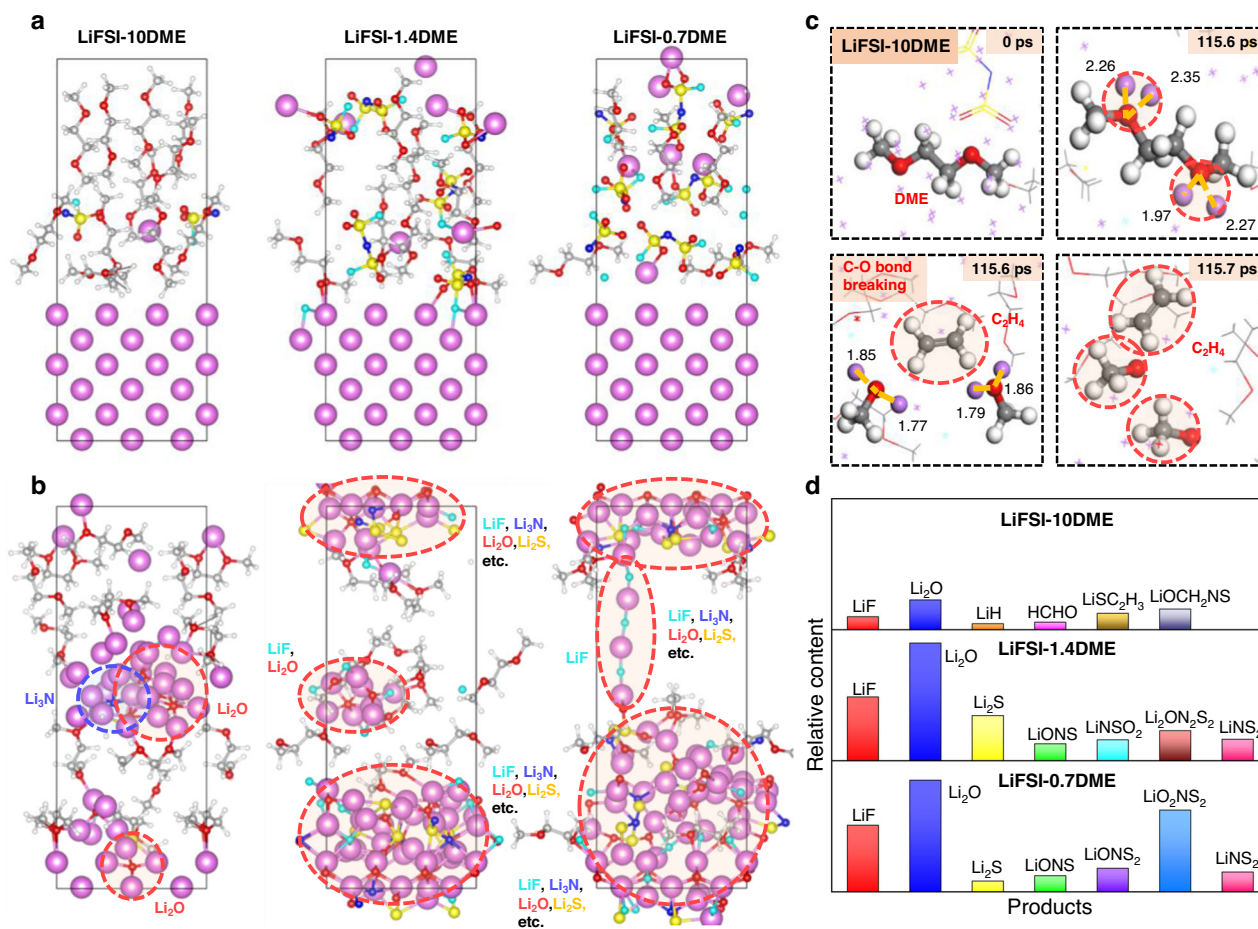 a
LiFSI-10DME
LiFSI-1.4DME
LiFSI-0.7DME
b
Li₃N
Li₂O
Li₂O
LiF, Li₃N,
Li₂O,Li₂S,
etc.
LiF,
Li₂O
LiF, Li₃N,
Li₂O,Li₂S,
etc.
LiF
LiF, Li₃N,
Li₂O,Li₂S,
etc.
LiF, Li₃N,
Li₂O,Li₂S,
etc.
c
LiFSI-10DME
0 ps
DME
115.6 ps
2.26
2.35
1.97
2.27
C-O bond
breaking
115.6 ps
C₂H₄
1.85
1.77
1.79
1.86
115.7 ps
C₂H₄
d
Relative content
LiFSI-10DME
LiF
Li₂O
LiH
HCHO
LiSC₂H₃
LiOCH₂NS
LiFSI-1.4DME
LiF
Li₂O
Li₂S
LiONS
LiNSO₂
Li₂ON₂S₂
LiNS₂
LiFSI-0.7DME
LiF
Li₂O
Li₂S
LiONS
LiONS₂
LiO₂NS₂
LiNS₂
Products